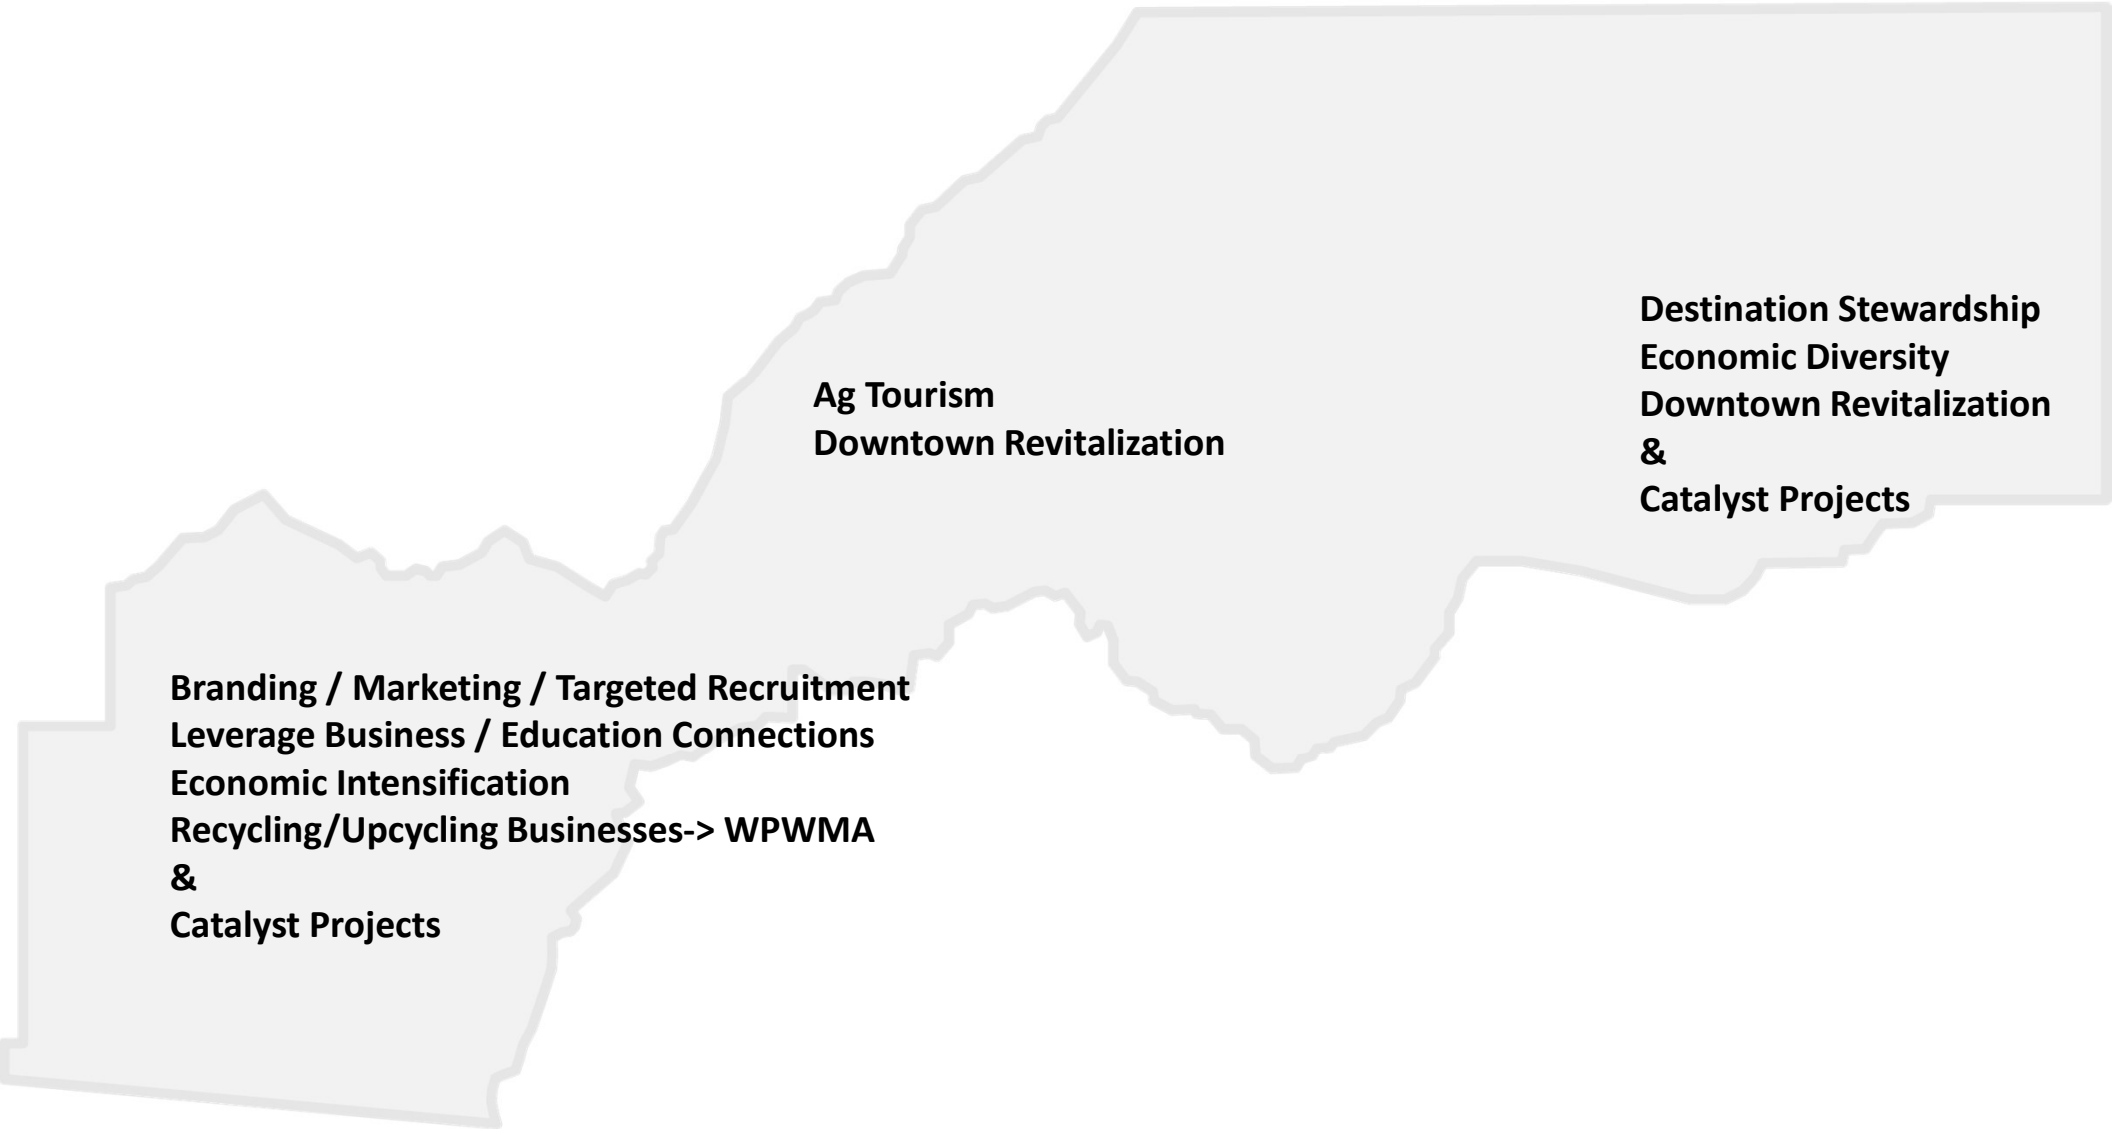 Destination Stewardship
Economic Diversity
Downtown Revitalization
&
Catalyst Projects
Ag Tourism
Downtown Revitalization
Branding / Marketing / Targeted Recruitment
Leverage Business / Education Connections
Economic Intensification
Recycling/Upcycling Businesses-> WPWMA
&
Catalyst Projects